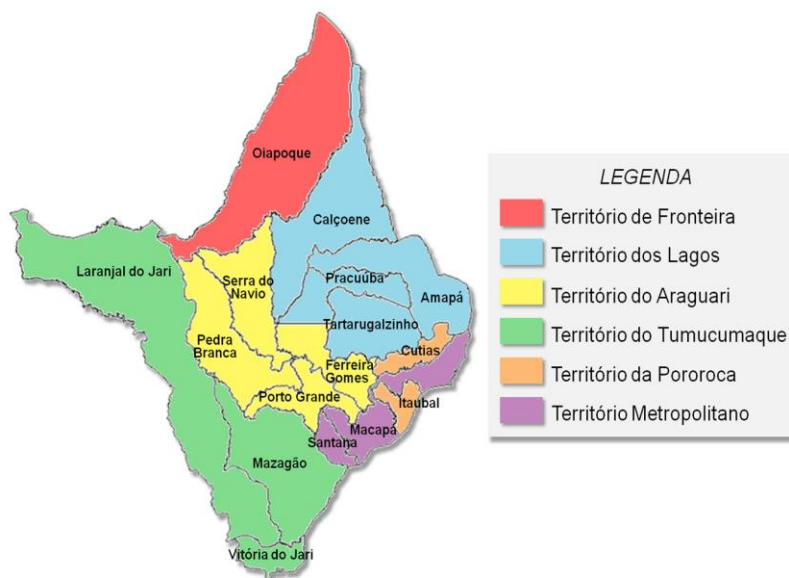 Oiapoque
Calçoene
Laranjal do Jari
Serra do
Navio
Pracuúba
Amapá
Tartarugalzinho
Pedra
Branca
Cutias
Ferreira
Gomes
Porto Grande
Itaubal
Macapá
Santana
Mazagão
Vitória do Jari
LEGENDA
Território de Fronteira
Território dos Lagos
Território do Araguari
Território do Tumucumaque
Território da Pororoca
Território Metropolitano